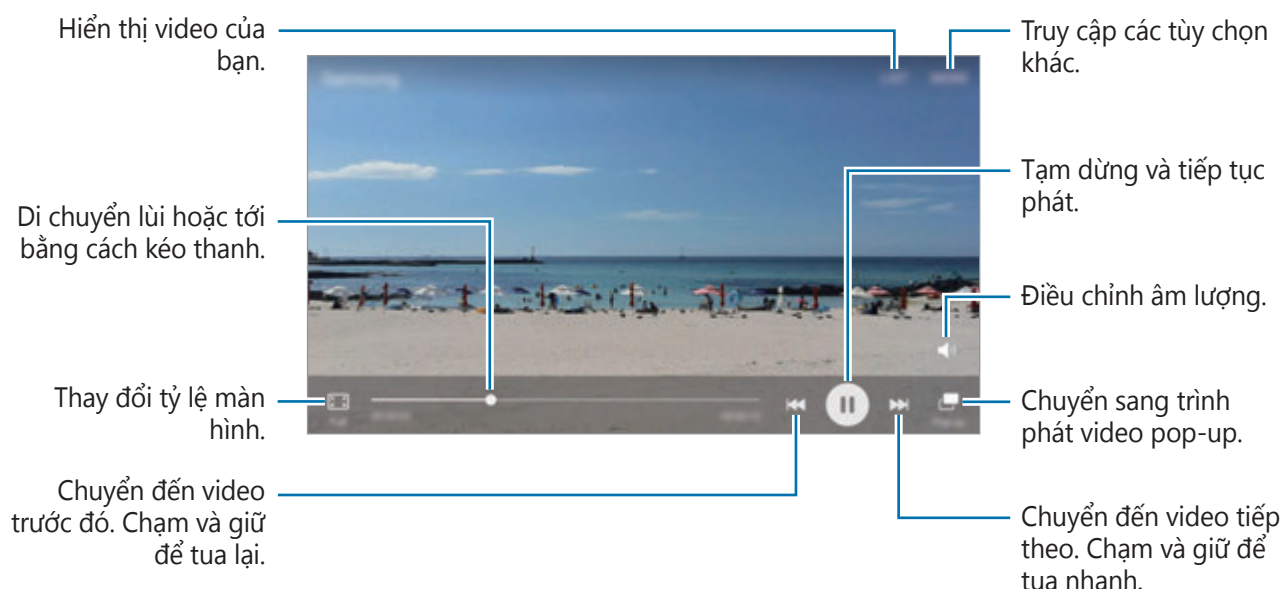 Hiển thị video của
bạn.
Truy cập các tùy chọn
khác.
Samsung
Di chuyển lùi hoặc tới
bằng cách kéo thanh.
Tạm dừng và tiếp tục
phát.
Điều chỉnh âm lượng.
Thay đổi tỷ lệ màn
hình.
Chuyển sang trình
phát video pop-up.
Chuyển đến video
trước đó. Chạm và giữ
để tua lại.
Chuyển đến video tiếp
theo. Chạm và giữ để
tua nhanh.